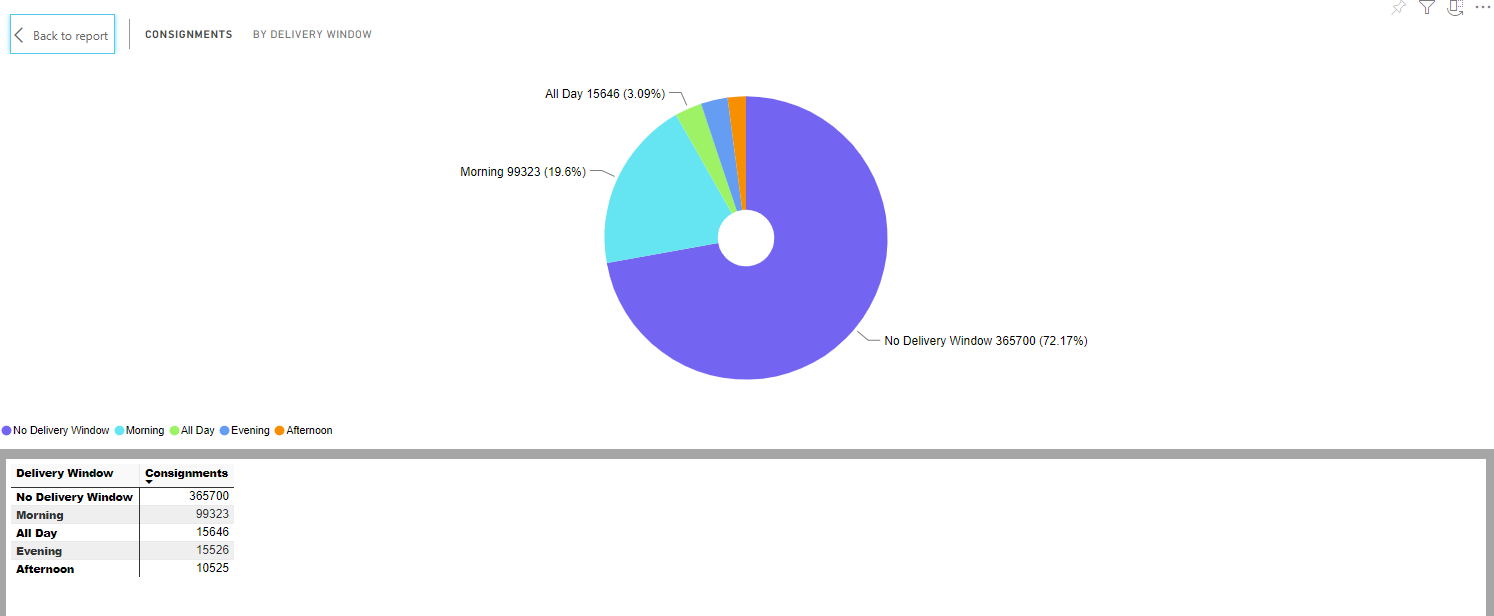 Back to report
CONSIGNMENTS BY DELIVERY WINDOW
All Day 15646 (3.09%)
Morning 99323 (19.6%)
No Delivery Window 365700 (72.17%)
No Delivery Window Morning All Day Evening Afternoon
Delivery Window Consignments
No Delivery Window 365700
Morning 99323
All Day 15646
Evening 15526
Afternoon 10525